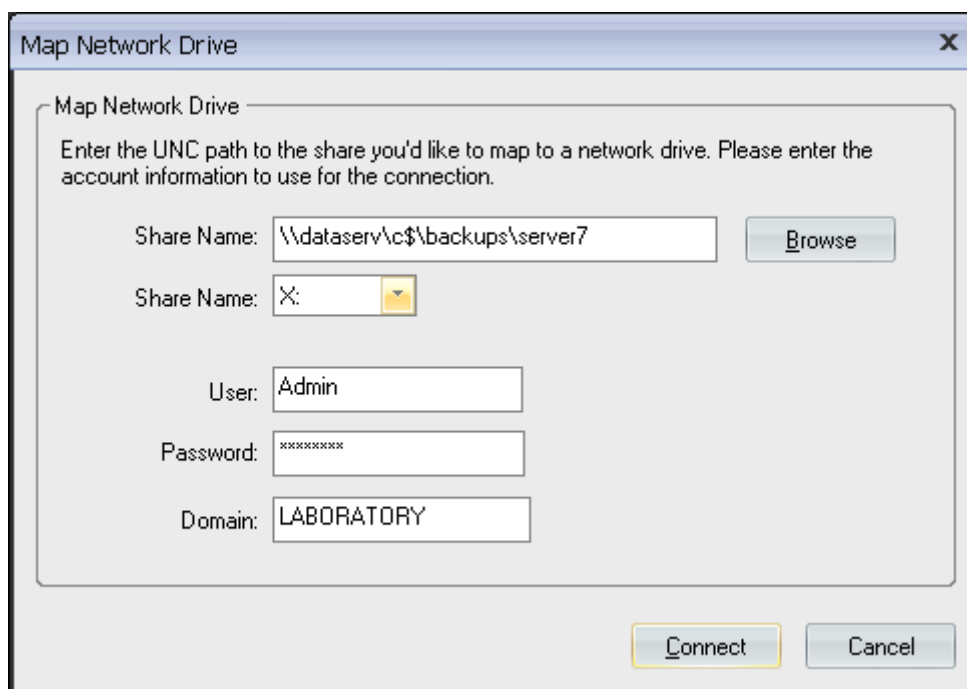 Map Network Drive
x
Map Network Drive
Enter the UNC path to the share you'd like to map to a network drive. Please enter the
account information to use for the connection.
Share Name: \\dataserv\c$\backups\server7 Browse
Share Name: X:
User: Admin
Password: ********
Domain: LABORATORY
Connect Cancel